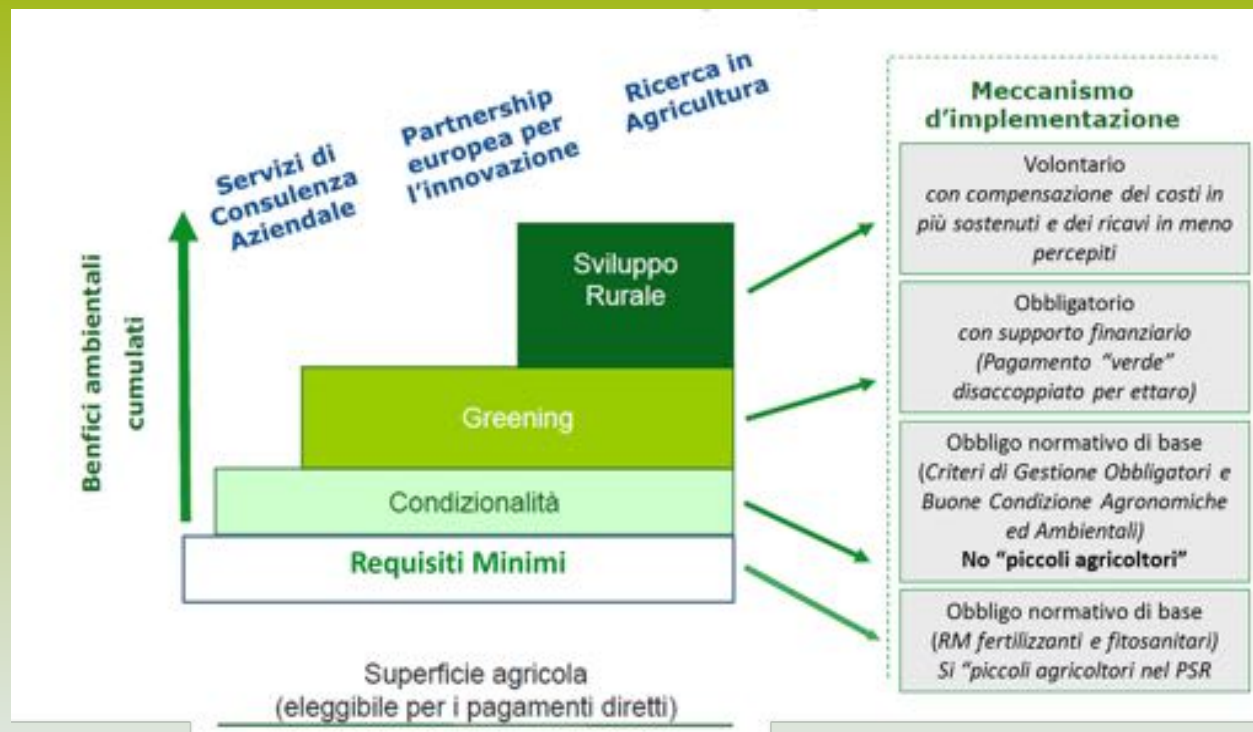 Servizi di
Consulenza
Aziendale
Partnership
europea per
l'innovazione
Ricerca in
Agricoltura
Benfici ambientali
cumulati
Sviluppo
Rurale
Greening
Condizionalità
Requisiti Minimi
Superficie agricola
(eleggibile per i pagamenti diretti)
Meccanismo
d'implementazione
Volontario
con compensazione dei costi in
più sostenuti e dei ricavi in meno
percepiti
Obbligatorio
con supporto finanziario
(Pagamento "verde"
disaccoppiato per ettaro)
Obbligo normativo di base
(Criteri di Gestione Obbligatori e
Buone Condizione Agronomiche
ed Ambientali)
No "piccoli agricoltori"
Obbligo normativo di base
(RM fertilizzanti e fitosanitari)
Si "piccoli agricoltori nel PSR